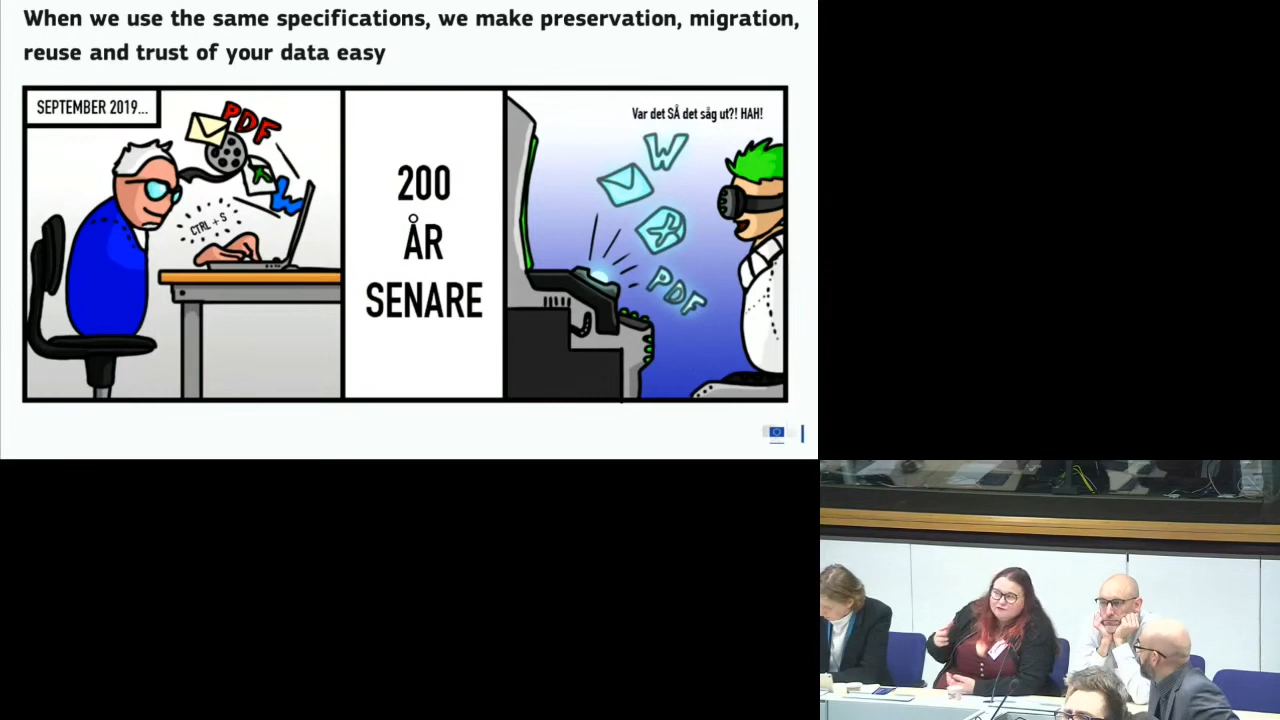 When we use the same specifications, we make preservation, migration,
reuse and trust of your data easy
SEPTEMBER 2019...
PDF
W
CTRL + S
200
ÅR
SENARE
Var det SÅ det såg ut?! HAH!
W
X
PDF